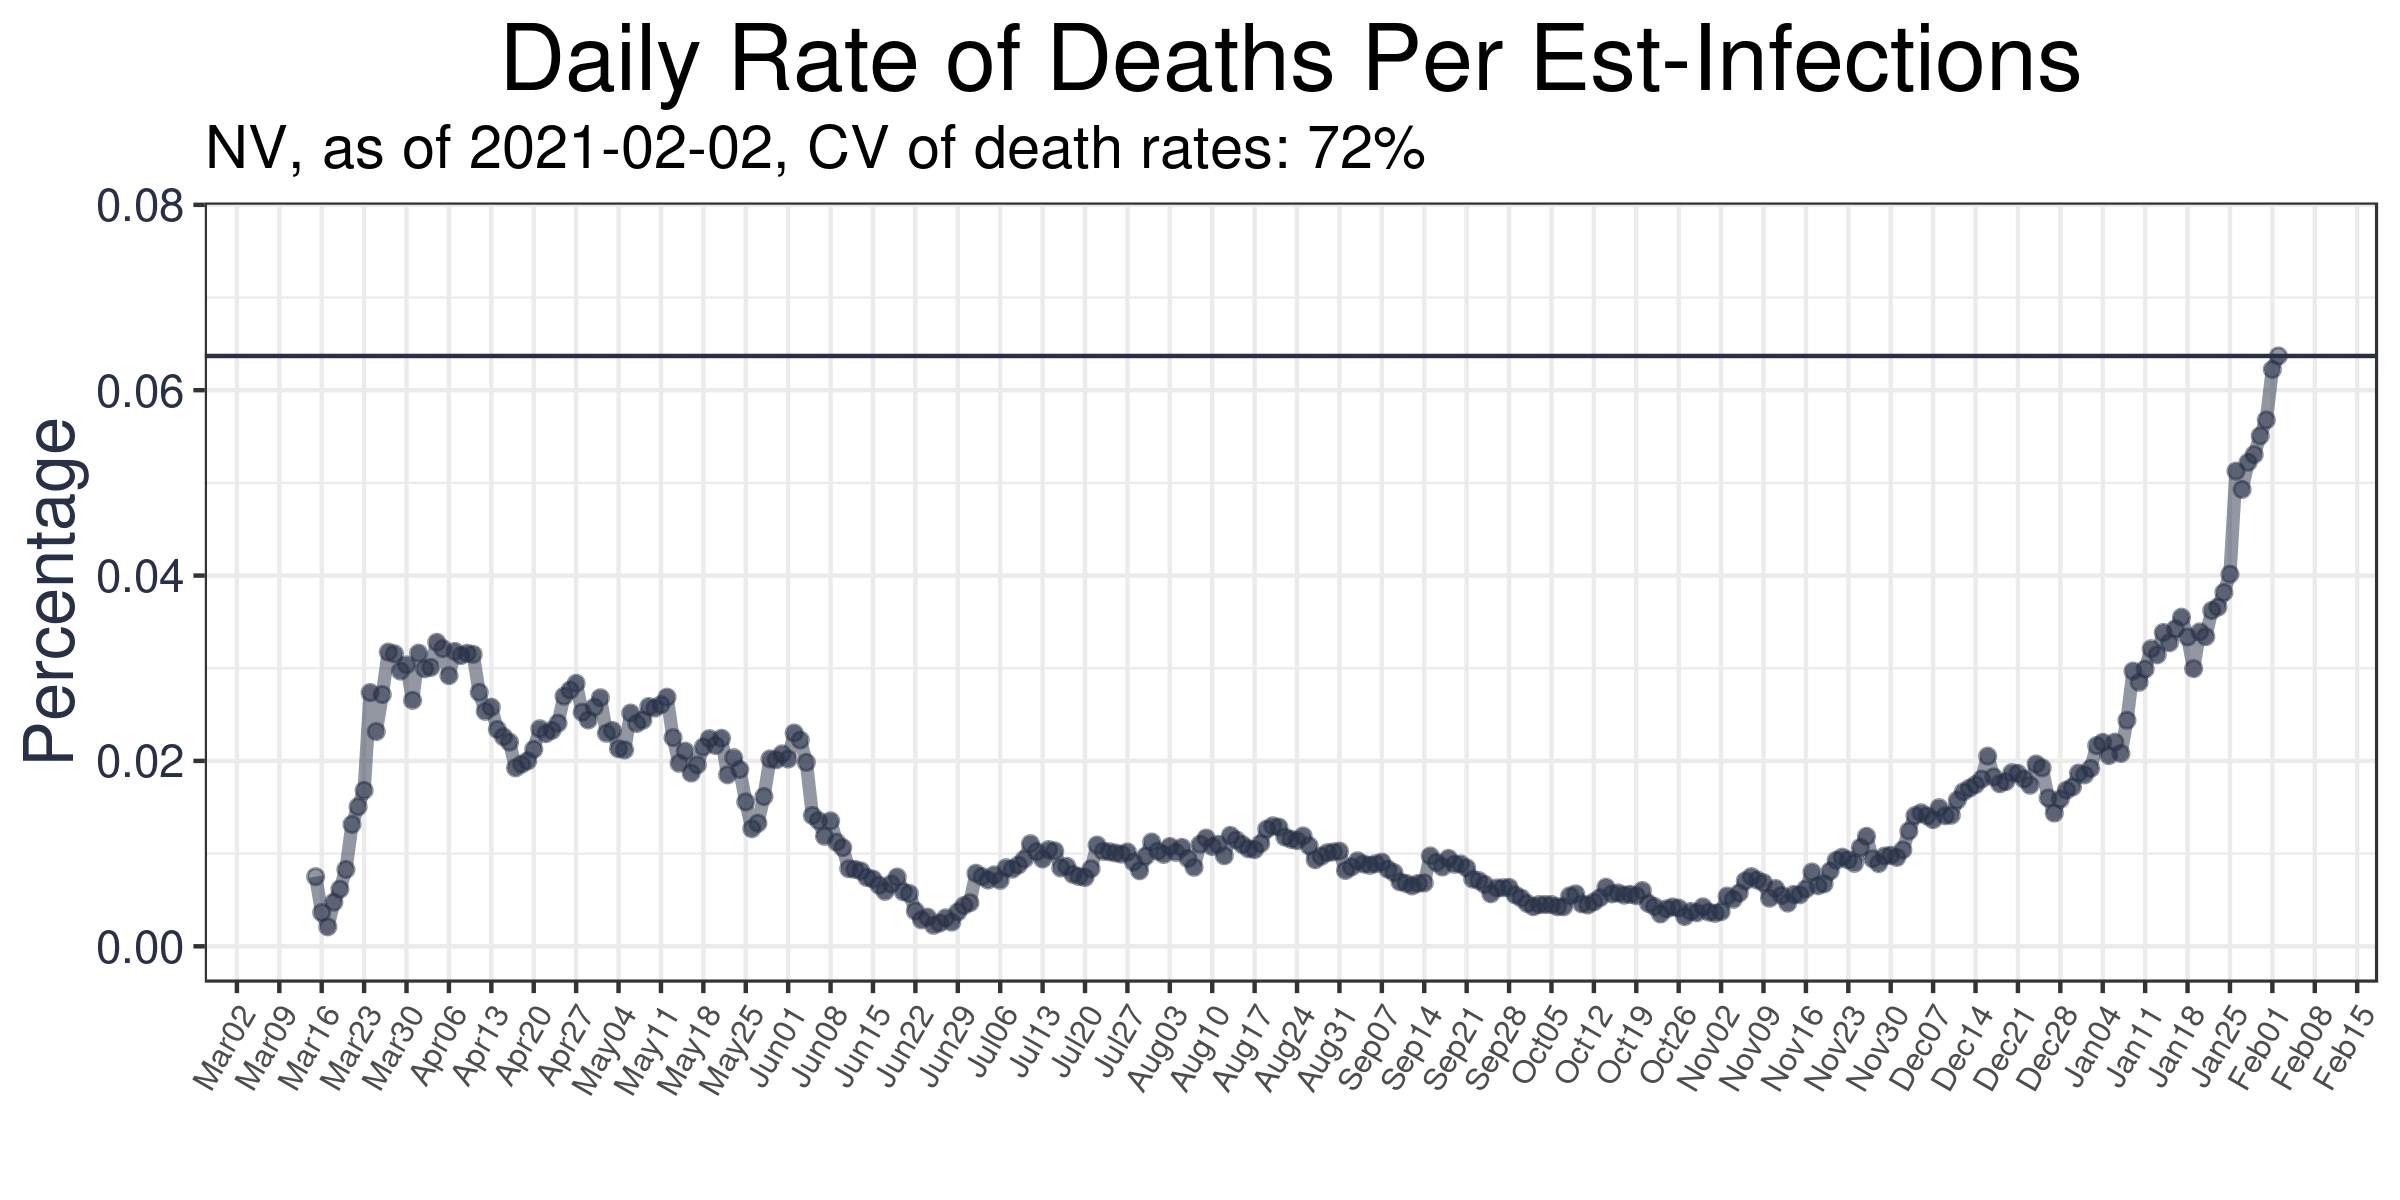 Daily Rate of Deaths Per Est-Infections
NV, as of 2021-02-02, CV of death rates: 72%
Percentage
0.08
0.06
0.04
0.02
0.00
Mar02
Mar09
Mar16
Mar23
Mar30
Apr06
Apr13
Apr20
Apr27
May04
May11
May18
May25
Jun01
Jun08
Jun15
Jun22
Jun29
Jul06
Jul13
Jul20
Jul27
Aug03
Aug10
Aug17
Aug24
Aug31
Sep07
Sep14
Sep21
Sep28
Oct05
Oct12
Oct19
Oct26
Nov02
Nov09
Nov16
Nov23
Nov30
Dec07
Dec14
Dec21
Dec28
Jan04
Jan11
Jan18
Jan25
Feb01
Feb08
Feb15